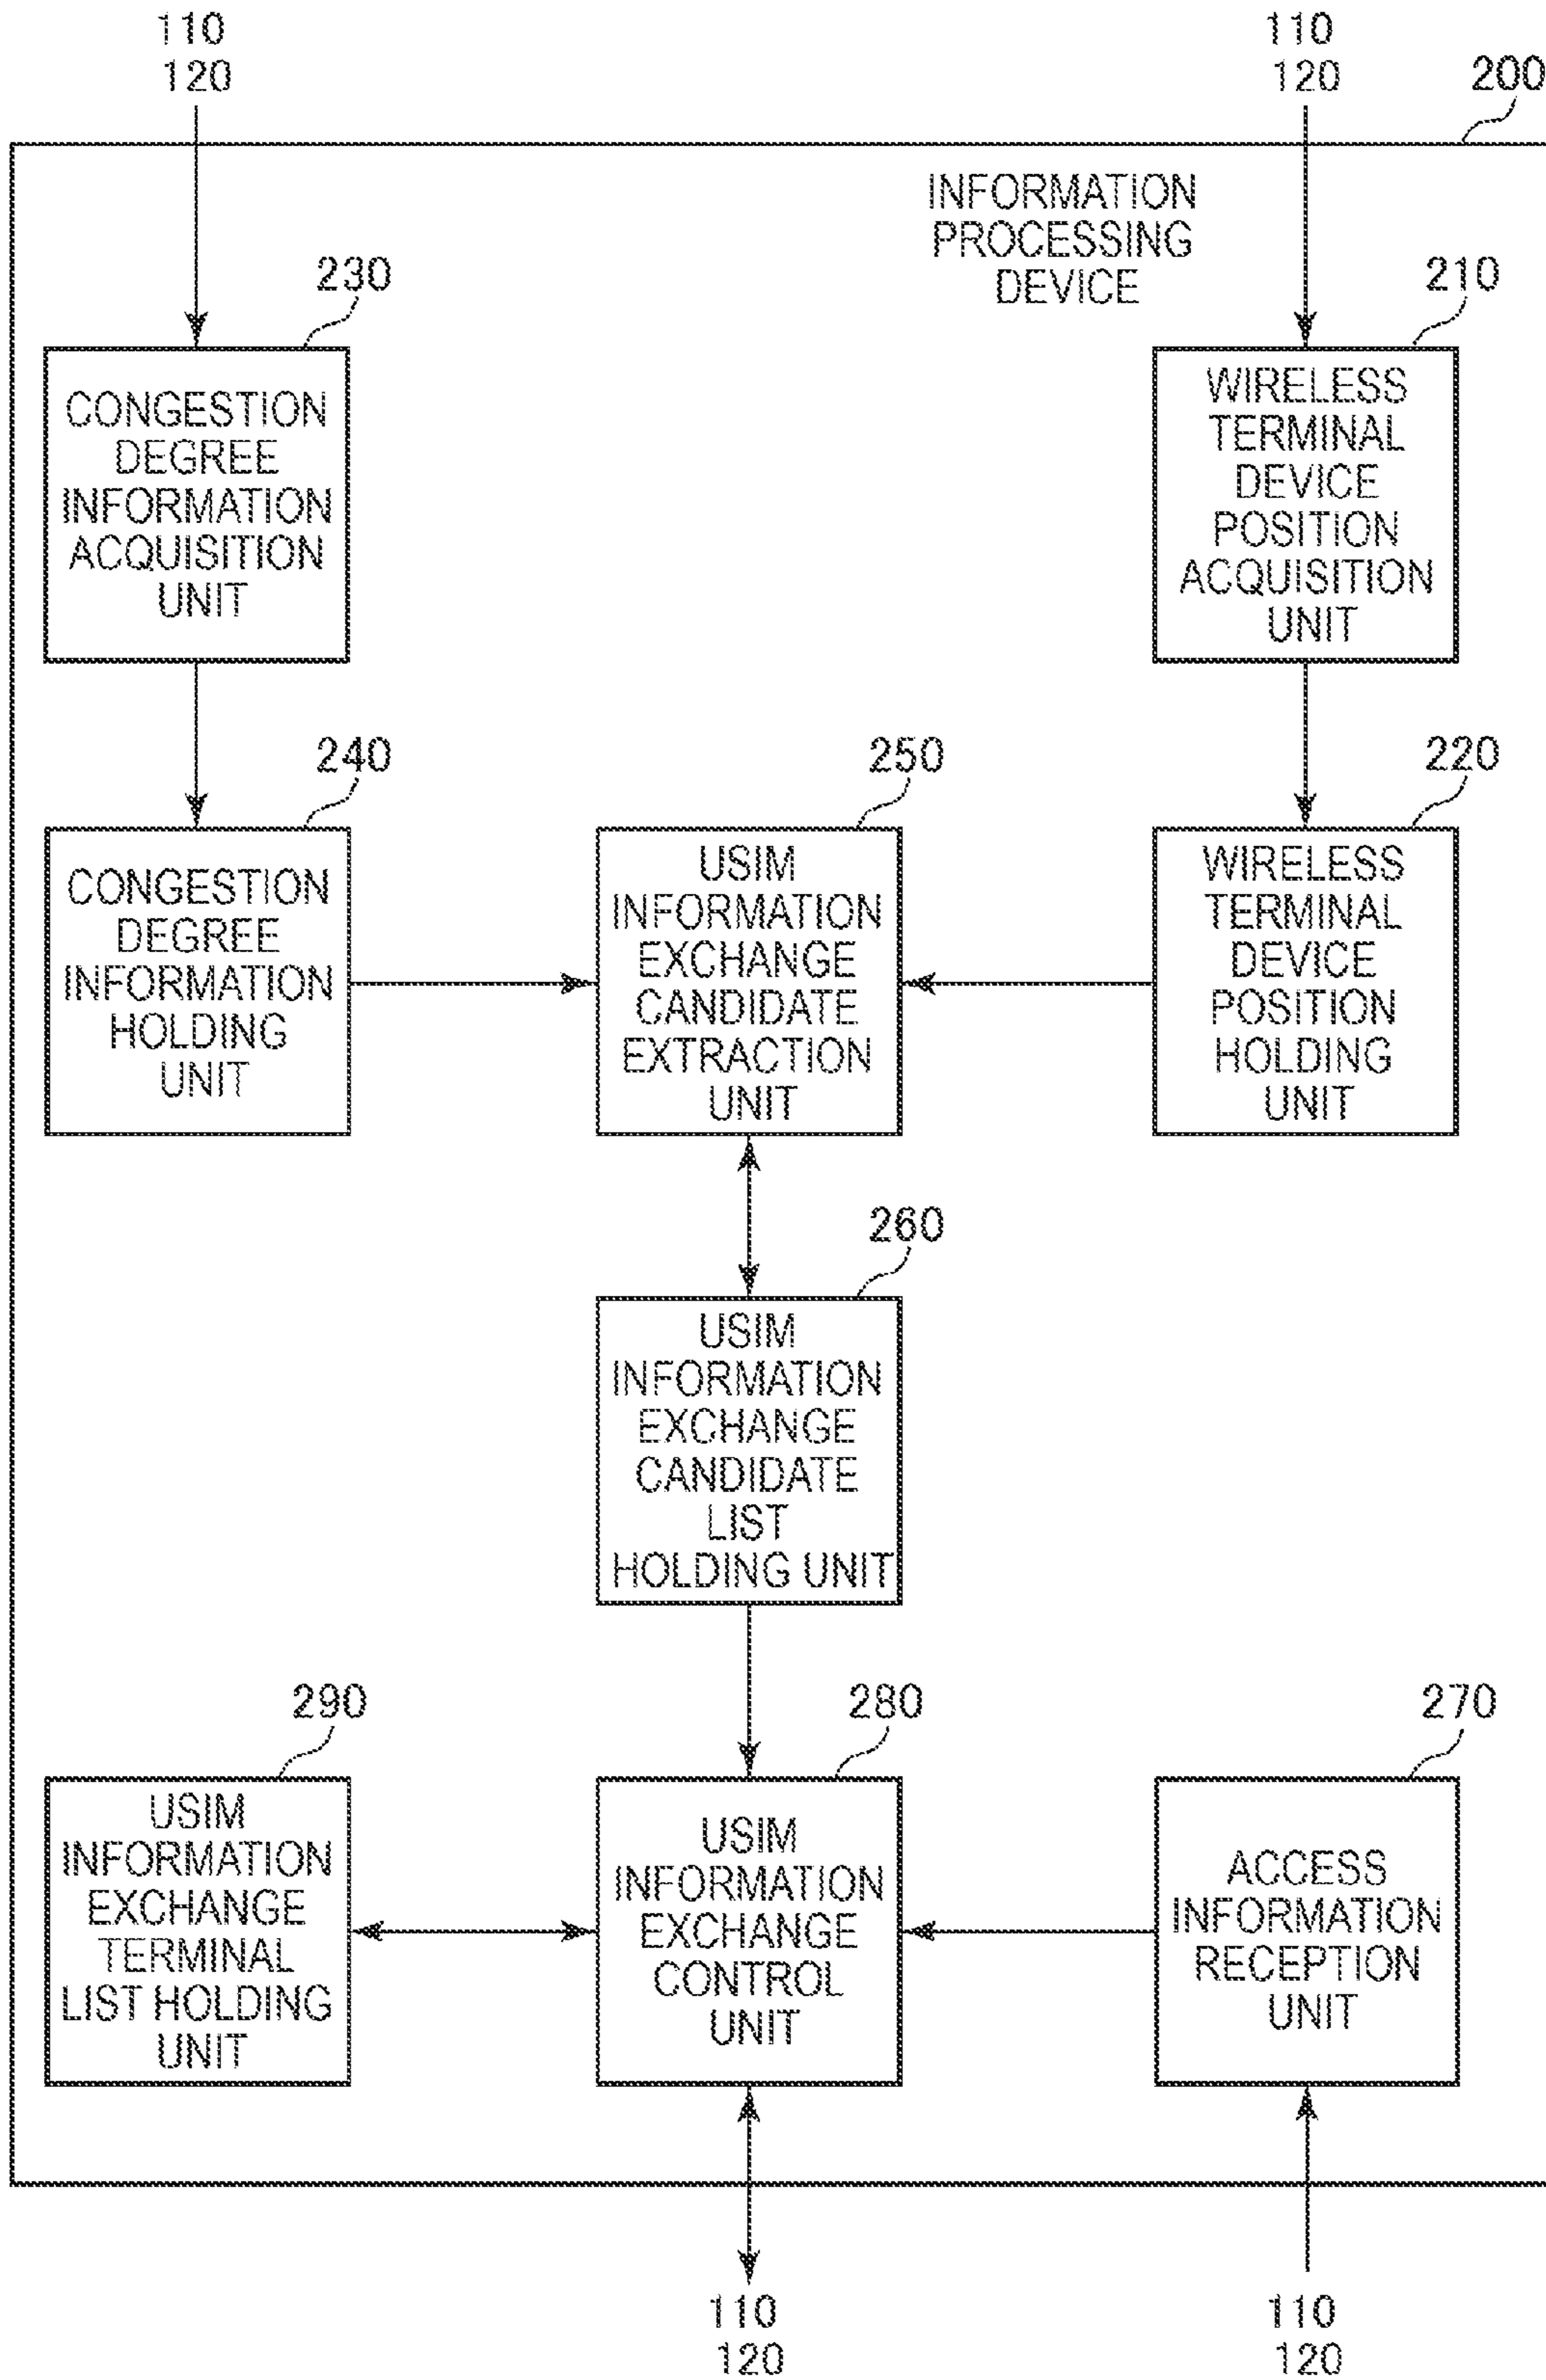 110
120
110
120
200
INFORMATION
PROCESSING
DEVICE
230
CONGESTION
DEGREE
INFORMATION
ACQUISITION
UNIT
210
WIRELESS
TERMINAL
DEVICE
POSITION
ACQUISITION
UNIT
240
CONGESTION
DEGREE
INFORMATION
HOLDING
UNIT
250
USIM
INFORMATION
EXCHANGE
CANDIDATE
EXTRACTION
UNIT
220
WIRELESS
TERMINAL
DEVICE
POSITION
HOLDING
UNIT
260
USIM
INFORMATION
EXCHANGE
CANDIDATE
LIST
HOLDING UNIT
290
USIM
INFORMATION
EXCHANGE
TERMINAL
LIST HOLDING
UNIT
280
USIM
INFORMATION
EXCHANGE
CONTROL
UNIT
270
ACCESS
INFORMATION
RECEPTION
UNIT
110
120
110
120